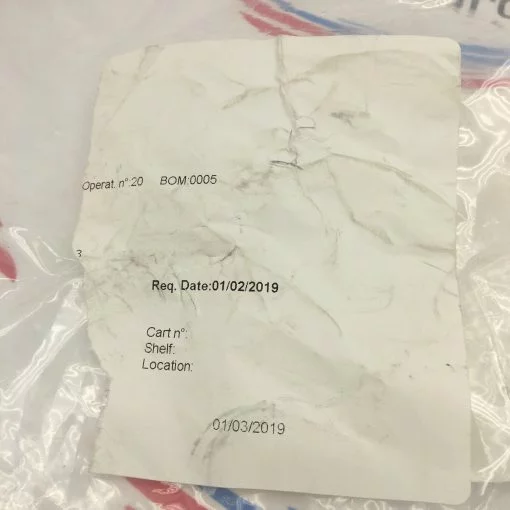 Operat. n°:20 BOM:0005
3
Req. Date:01/02/2019
Cart n°:
Shelf:
Location:
01/03/2019